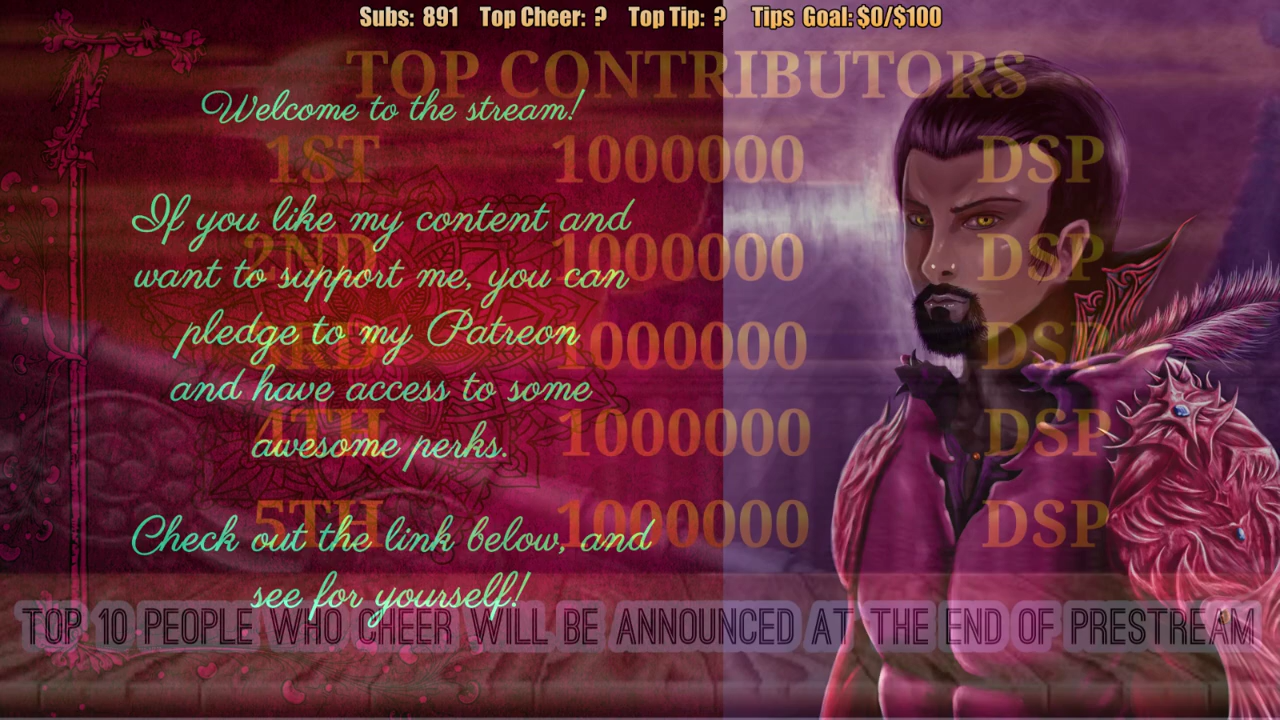 Subs: 891 Top Cheer: ? Top Tip: ? Tips Goal: $0/$100
TOP CONTRIBUTORS
Welcome to the stream!
1ST 1000000 DSP
If you like my content and
2ND 1000000 DSP
want to support me, you can
pledge to my Patreon
3RD 1000000 DSP
and have access to some
4TH 1000000 DSP
awesome perks.
5TH 1000000 DSP
Check out the link below, and
see for yourself!
TOP 10 PEOPLE WHO CHEER WILL BE ANNOUNCED AT THE END OF PRESTREAM